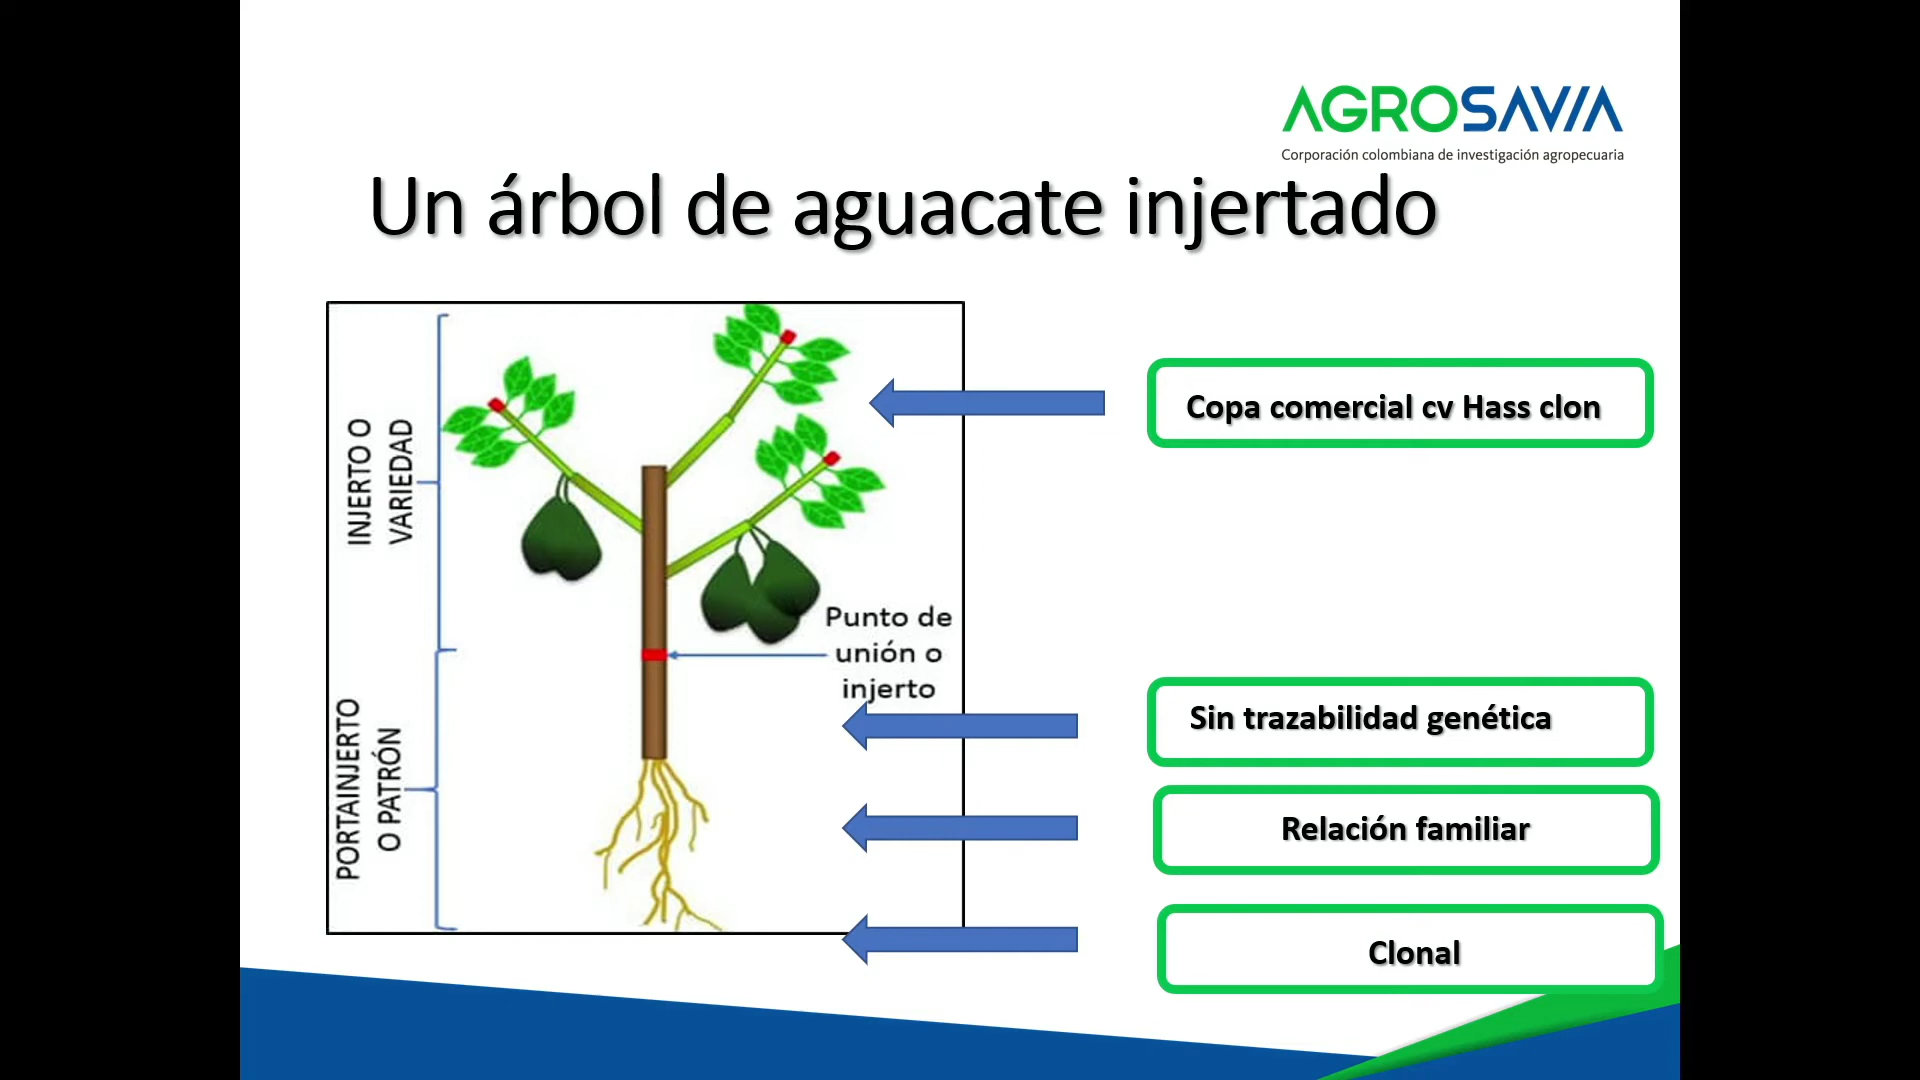 AGROSAVIA
Corporación colombiana de investigación agropecuaria
Un árbol de aguacate injertado
INJERTO O
VARIEDAD
Punto de
unión o
injerto
PORTAINJERTO
O PATRÓN
Copa comercial cv Hass clon
Sin trazabilidad genética
Relación familiar
Clonal